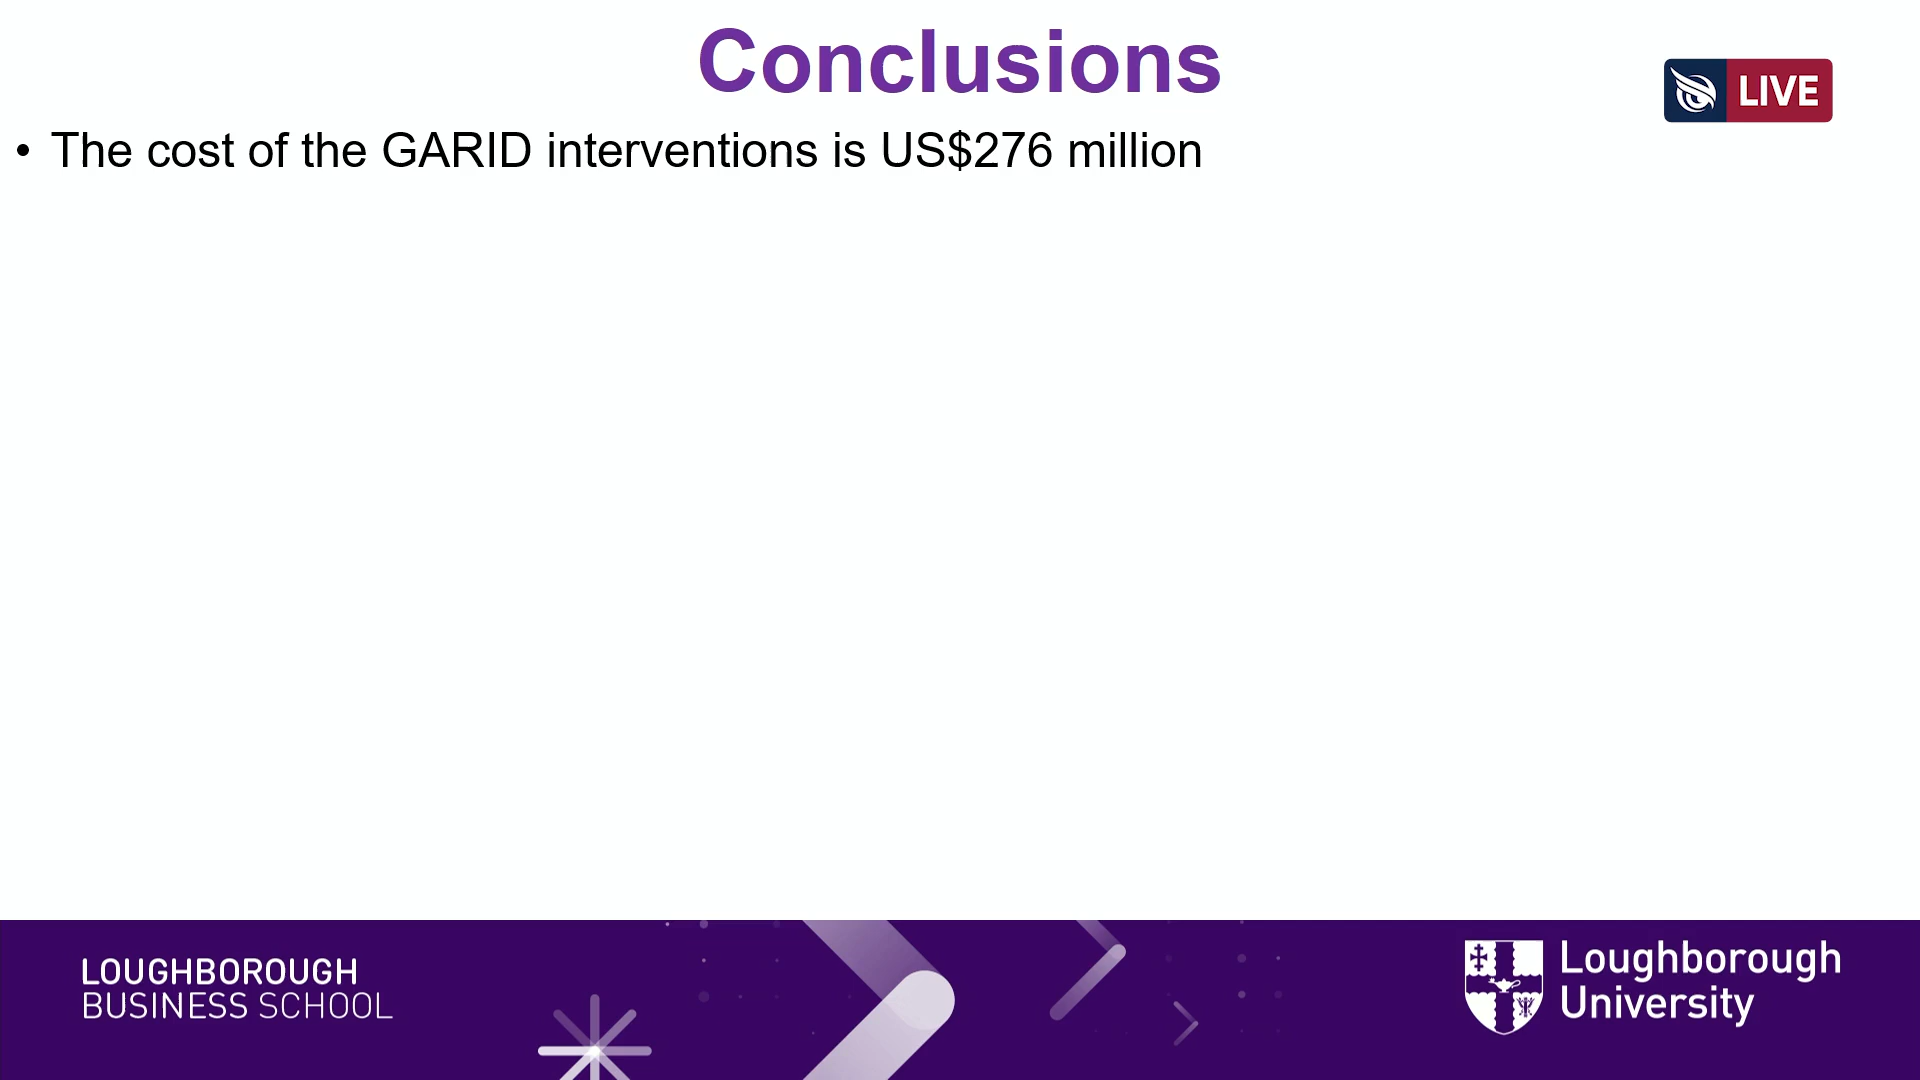 Conclusions
LIVE
• The cost of the GARID interventions is US$276 million
LOUGHBOROUGH
BUSINESS SCHOOL
Loughborough
University